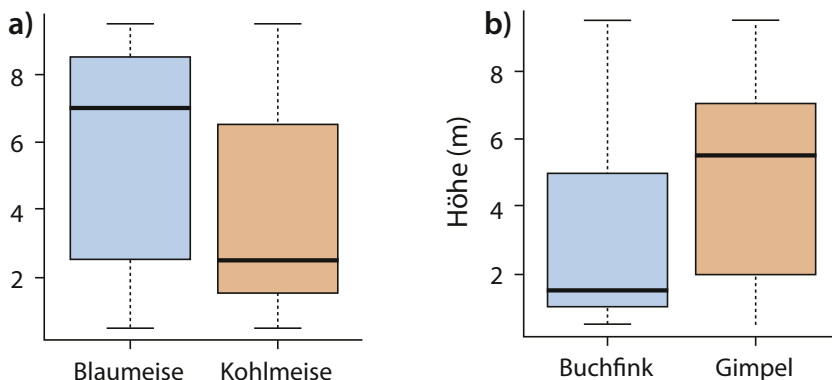 a)
8
6
4
2
Blaumeise
Kohlmeise
b)
Höhe (m)
8
6
4
2
Buchfink
Gimpel